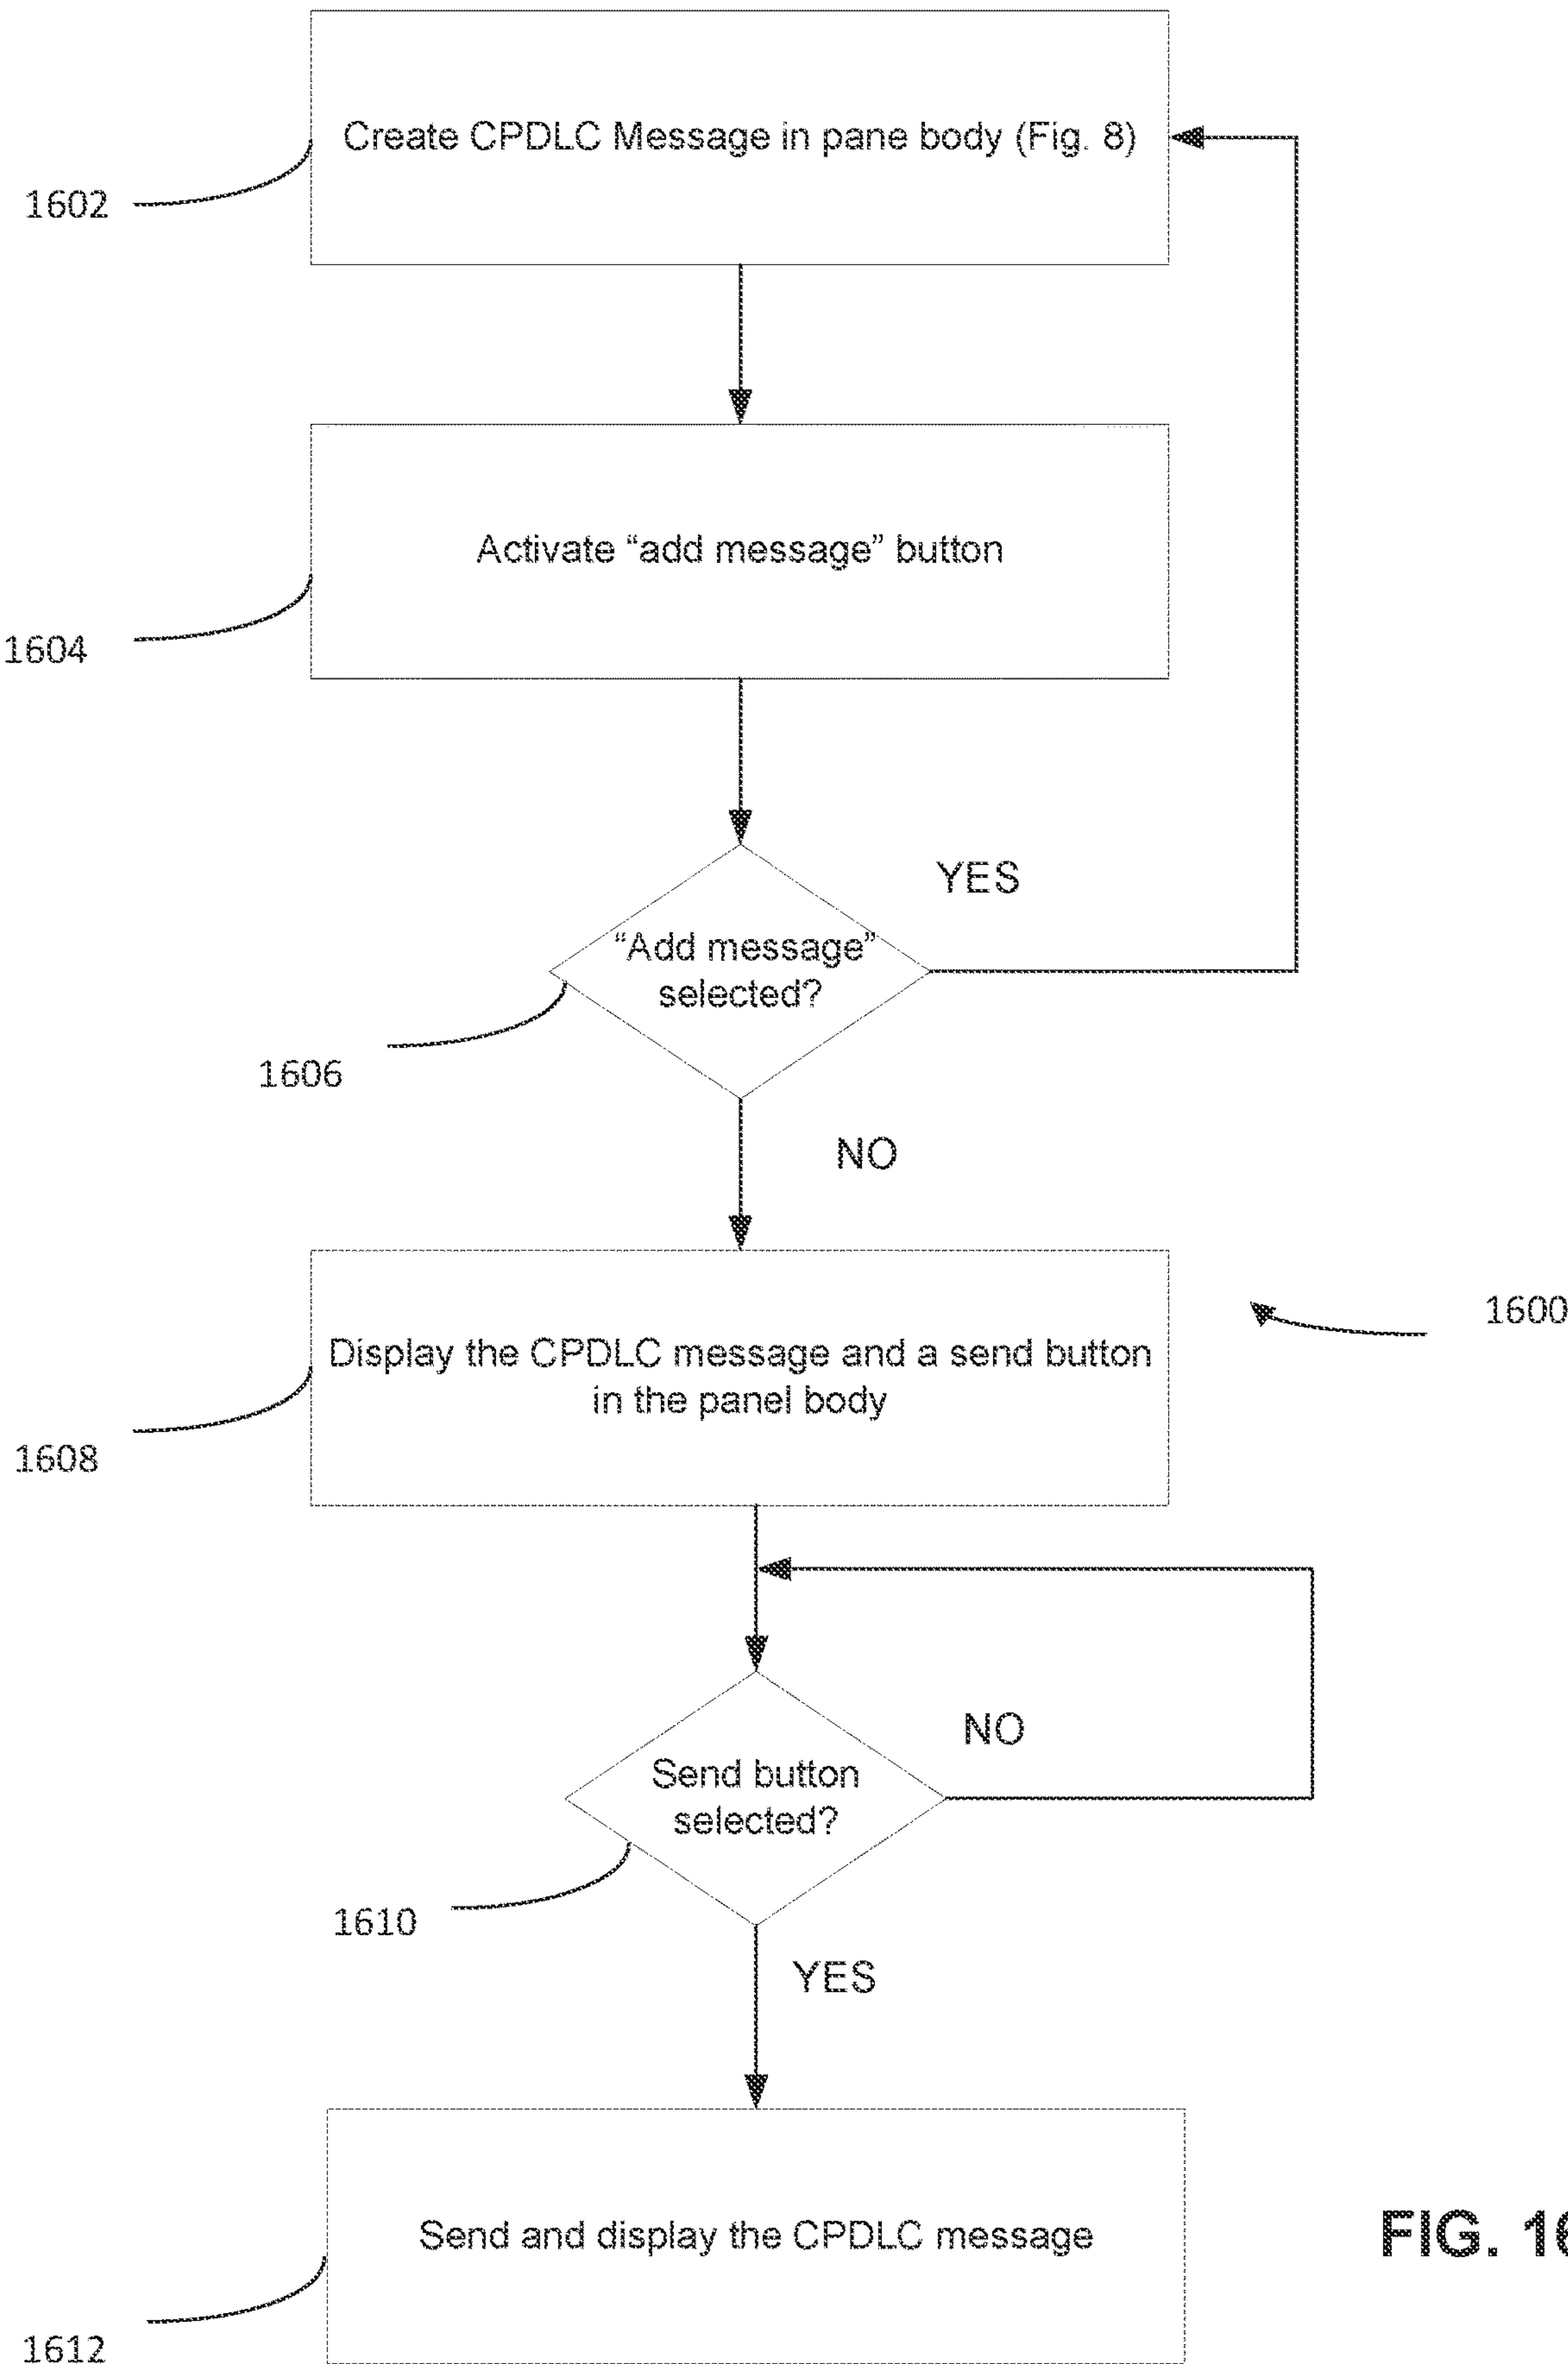 Create CPDLC Message in pane body (Fig. 8)
1602
Activate “add message” button
1604
YES
“Add message”
selected?
1606
NO
1600
Display the CPDLC message and a send button
in the panel body
1608
NO
Send button
selected?
1610
YES
Send and display the CPDLC message
FIG. 16
1612